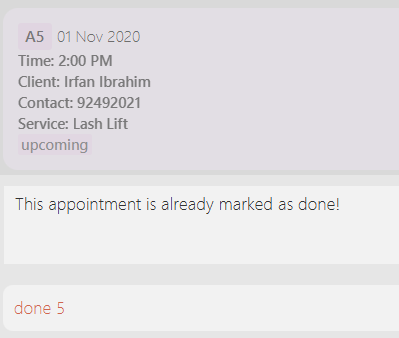 A5 01 Nov 2020
Time: 2:00 PM
Client: Irfan Ibrahim
Contact: 92492021
Service: Lash Lift
upcoming
This appointment is already marked as done!
done 5